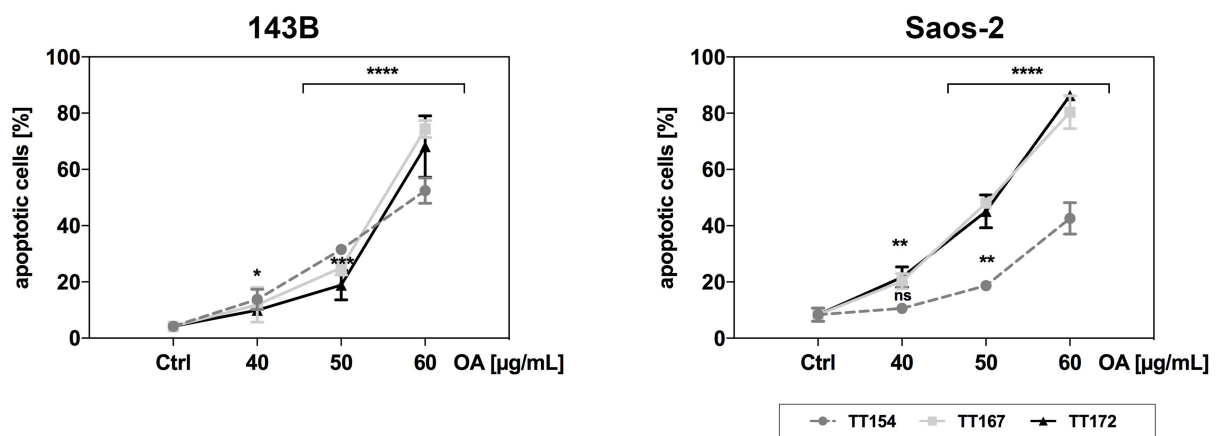 143B
100
80
60
40
20
0
apoptotic cells [%]
****
*
***
Ctrl 40 50 60 OA [µg/mL]
Saos-2
100
80
60
40
20
0
apoptotic cells [%]
****
**
ns
**
Ctrl 40 50 60 OA [µg/mL]
TT154 TT167 TT172